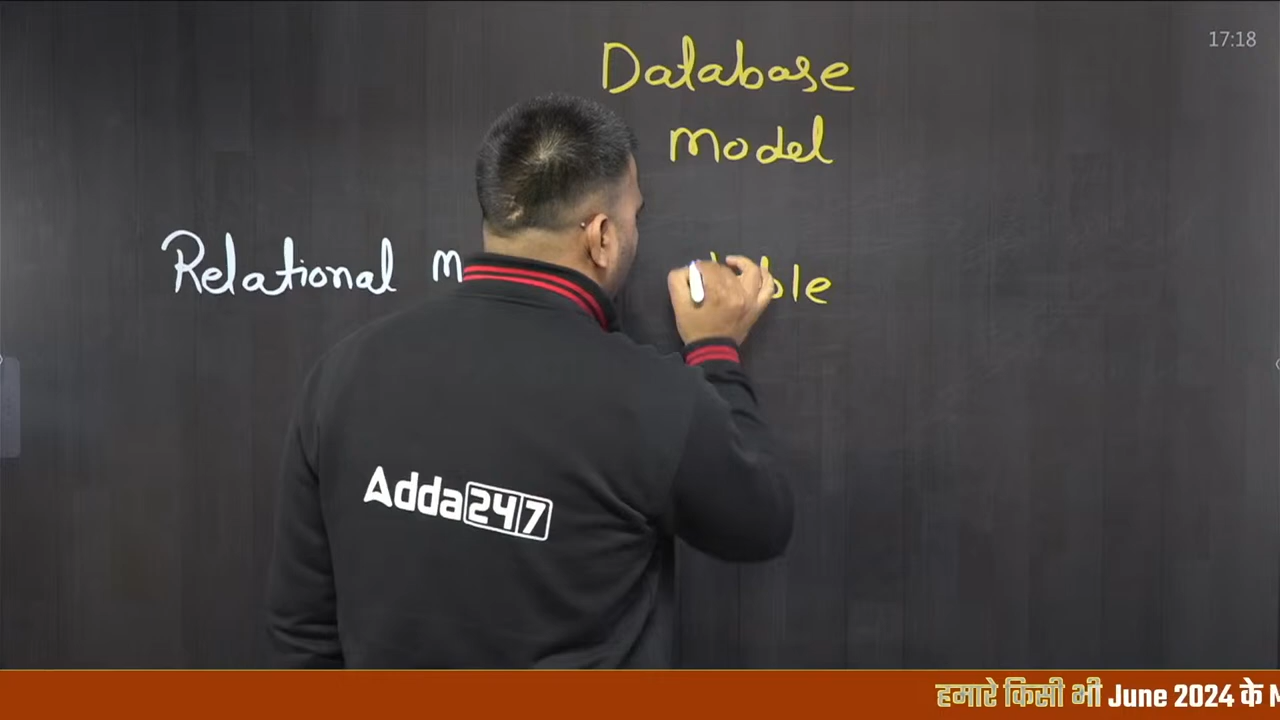 17:18
Database
Model
Relational
Adda247
हमारे किसी भी June 2024 के